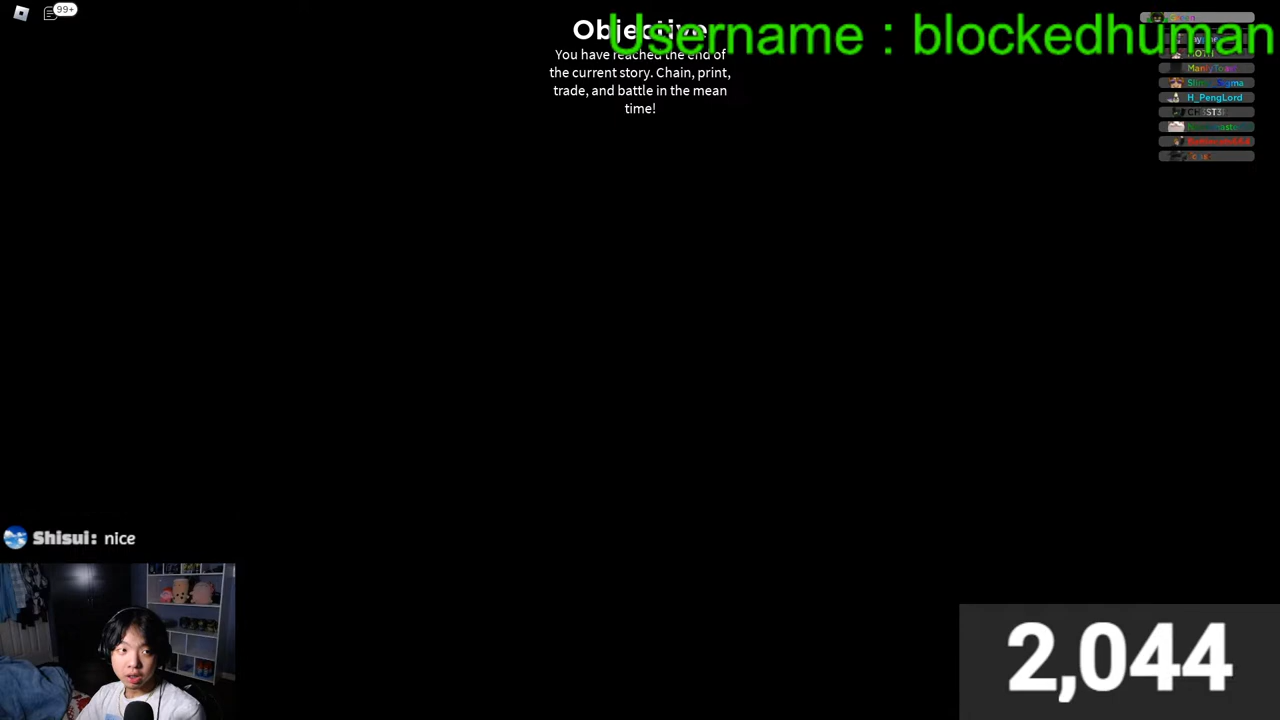 99+
Objective
Username : blockedhuman
You have reached the end of
the current story. Chain, print,
trade, and battle in the mean
time!
H_PengLord
Shisui: nice
2,044